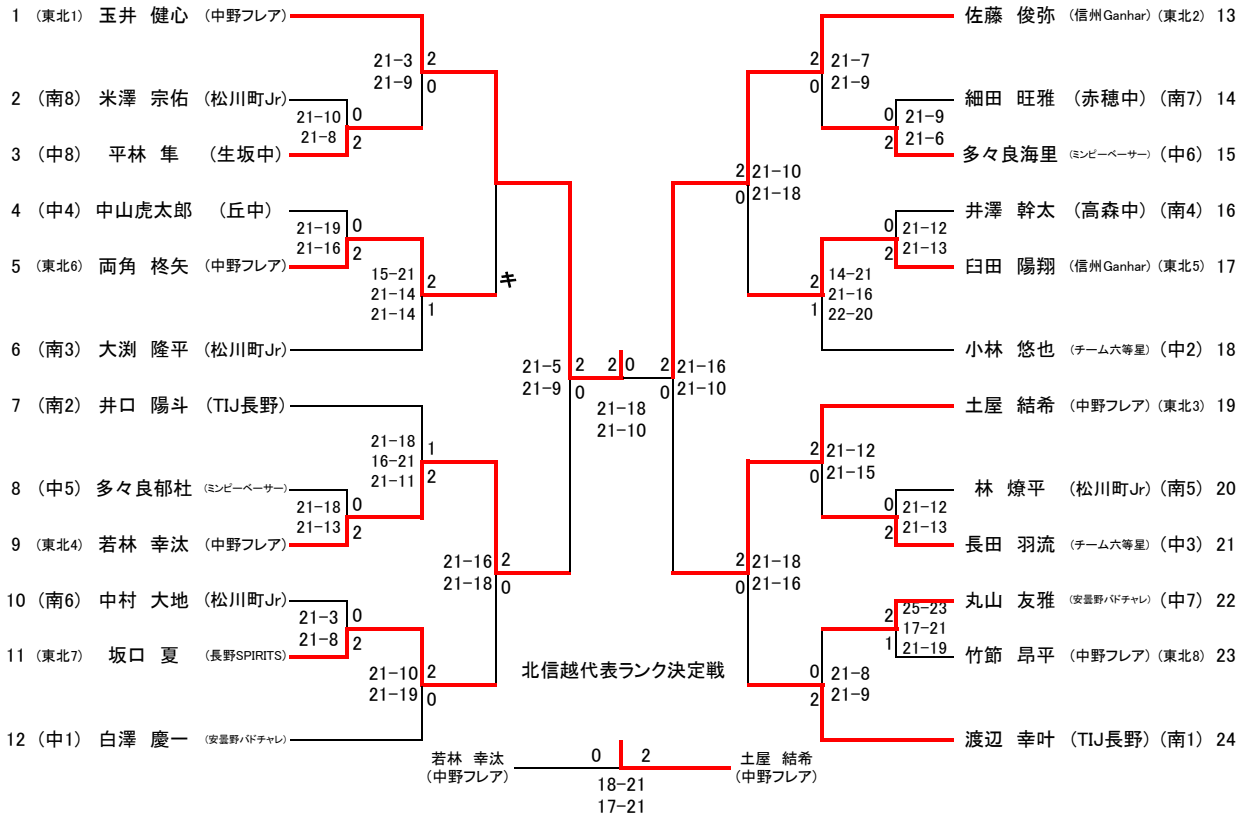 1 (東北1) 玉井 健心 (中野フレア)
21-3 2
21-9 0
2 (南8) 米澤 宗佑 (松川町Jr)
21-10 0
21-8 2
3 (中8) 平林 隼 (生坂中)
4 (中4) 中山虎太郎 (丘中)
21-19 0
21-16 2
5 (東北6) 両角 柊矢 (中野フレア)
15-21 2
21-14
21-14 1
キ
6 (南3) 大渕 隆平 (松川町Jr)
21-5 2
21-9 0
7 (南2) 井口 陽斗 (TIJ長野)
21-18 1
16-21
21-11 2
8 (中5) 多々良郁杜 (ミンピーベーサー)
21-18 0
21-13 2
9 (東北4) 若林 幸汰 (中野フレア)
21-16 2
21-18 0
10 (南6) 中村 大地 (松川町Jr)
21-3 0
21-8 2
11 (東北7) 坂口 夏 (長野SPIRITS)
21-10 2
21-19 0
12 (中1) 白澤 慶一 (安曇野バドチャレ)
2 0
21-18
21-10
佐藤 俊弥 (信州Ganhar) (東北2) 13
2 21-7
0 21-9
細田 旺雅 (赤穂中) (南7) 14
0 21-9
2 21-6
多々良海里 (ミンピーベーサー) (中6) 15
2 21-10
0 21-18
井澤 幹太 (高森中) (南4) 16
0 21-12
2 21-13
臼田 陽翔 (信州Ganhar) (東北5) 17
2 14-21
21-16
1 22-20
小林 悠也 (チーム六等星) (中2) 18
2 21-16
0 21-10
土屋 結希 (中野フレア) (東北3) 19
2 21-12
0 21-15
林 燎平 (松川町Jr) (南5) 20
0 21-12
2 21-13
長田 羽流 (チーム六等星) (中3) 21
2 21-18
0 21-16
丸山 友雅 (安曇野バドチャレ) (中7) 22
2 25-23
17-21
1 21-19
竹節 昂平 (中野フレア) (東北8) 23
0 21-8
2 21-9
渡辺 幸叶 (TIJ長野) (南1) 24
北信越代表ランク決定戦
若林 幸汰 0 2 土屋 結希
(中野フレア) (中野フレア)
18-21
17-21